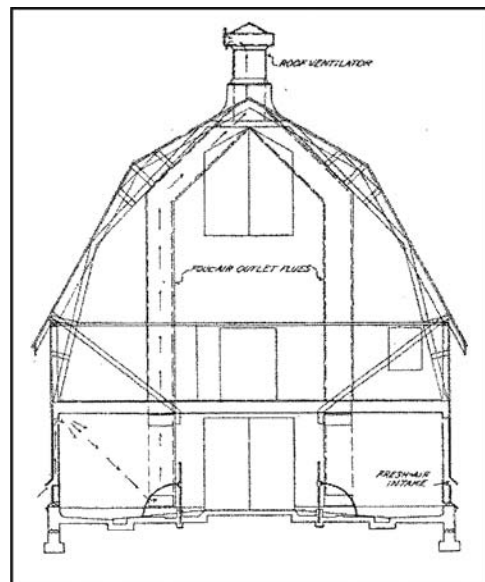 ROOF VENTILATOR
FOUL-AIR OUTLET FLUES
FRESH-AIR
INTAKE